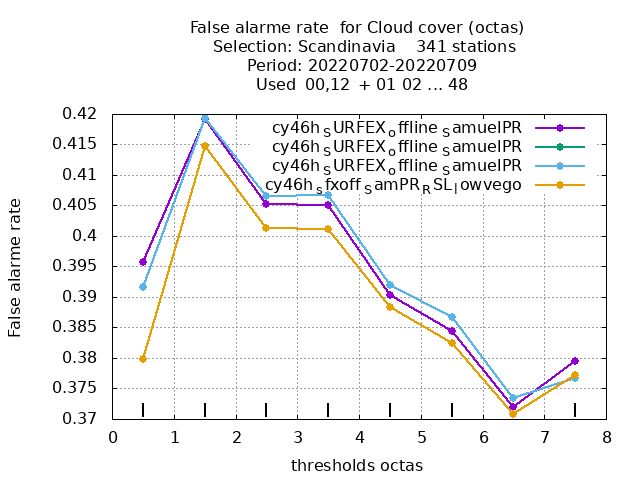 False alarme rate  for Cloud cover (octas)
Selection: Scandinavia    341 stations
Period: 20220702-20220709
Used  00,12  + 01 02 ... 48
0.42
0.415
0.41
0.405
0.4
0.395
0.39
0.385
0.38
0.375
0.37
False alarme rate
cy46h_SURFEX_offline_SamuelPR
cy46h_SURFEX_offline_SamuelPR
cy46h_SURFEX_offline_SamuelPR
cy46h_sfxoff_SamPR_RSL_lowvego
0 1 2 3 4 5 6 7 8
thresholds octas